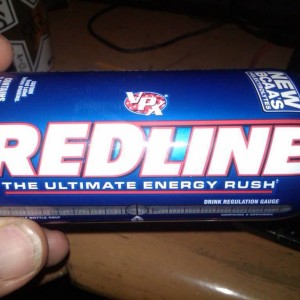 VPX
NEW
BCAAS
REDLINE
THE ULTIMATE ENERGY RUSH
DRINK REGULATION GAUGE